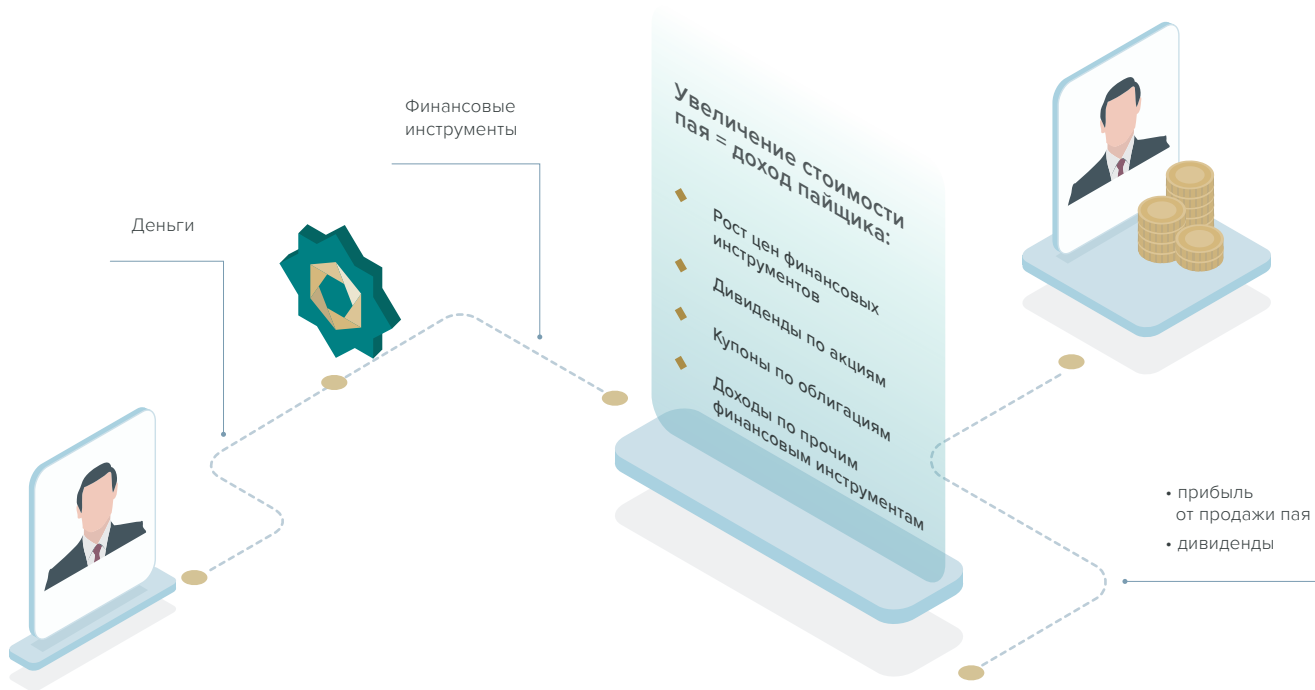 Деньги
Финансовые
инструменты
Увеличение стоимости
пая = доход пайщика:
Рост цен финансовых
инструментов
Дивиденды по акциям
Купоны по облигациям
Доходы по прочим
финансовым инструментам
• прибыль
от продажи пая
• дивиденды